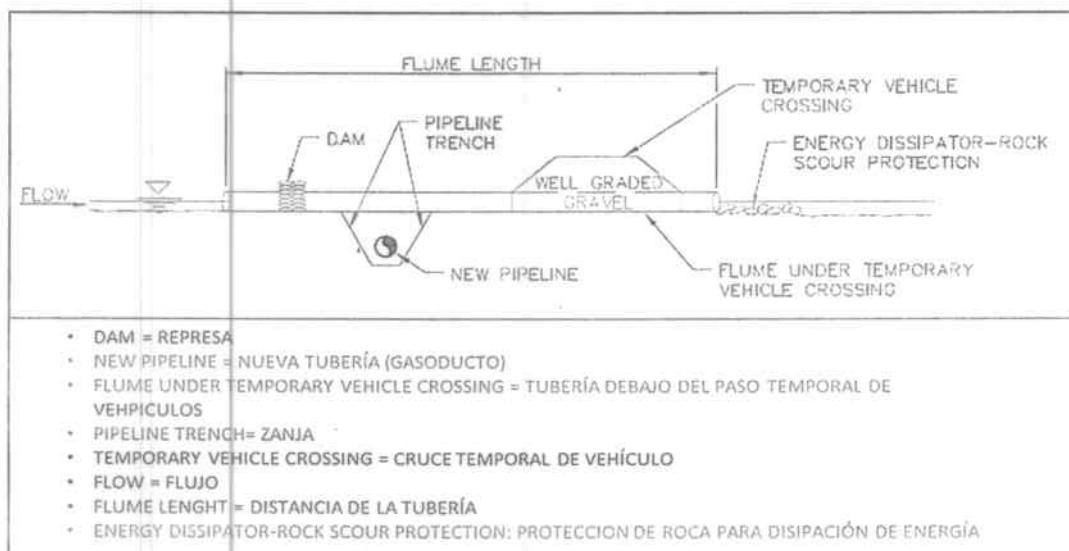 FLUME LENGTH
TEMPORARY VEHICLE
CROSSING
PIPELINE
TRENCH
DAM
ENERGY DISSIPATOR-ROCK
SCOUR PROTECTION
FLOW
WELL GRADED
GRAVEL
NEW PIPELINE
FLUME UNDER TEMPORARY
VEHICLE CROSSING
• DAM = REPRESA
• NEW PIPELINE = NUEVA TUBERÍA (GASODUCTO)
• FLUME UNDER TEMPORARY VEHICLE CROSSING = TUBERÍA DEBAJO DEL PASO TEMPORAL DE
VEHPICULOS
• PIPELINE TRENCH= ZANJA
• TEMPORARY VEHICLE CROSSING = CRUCE TEMPORAL DE VEHÍCULO
• FLOW = FLUJO
• FLUME LENGHT = DISTANCIA DE LA TUBERÍA
• ENERGY DISSIPATOR-ROCK SCOUR PROTECTION: PROTECCION DE ROCA PARA DISIPACIÓN DE ENERGÍA